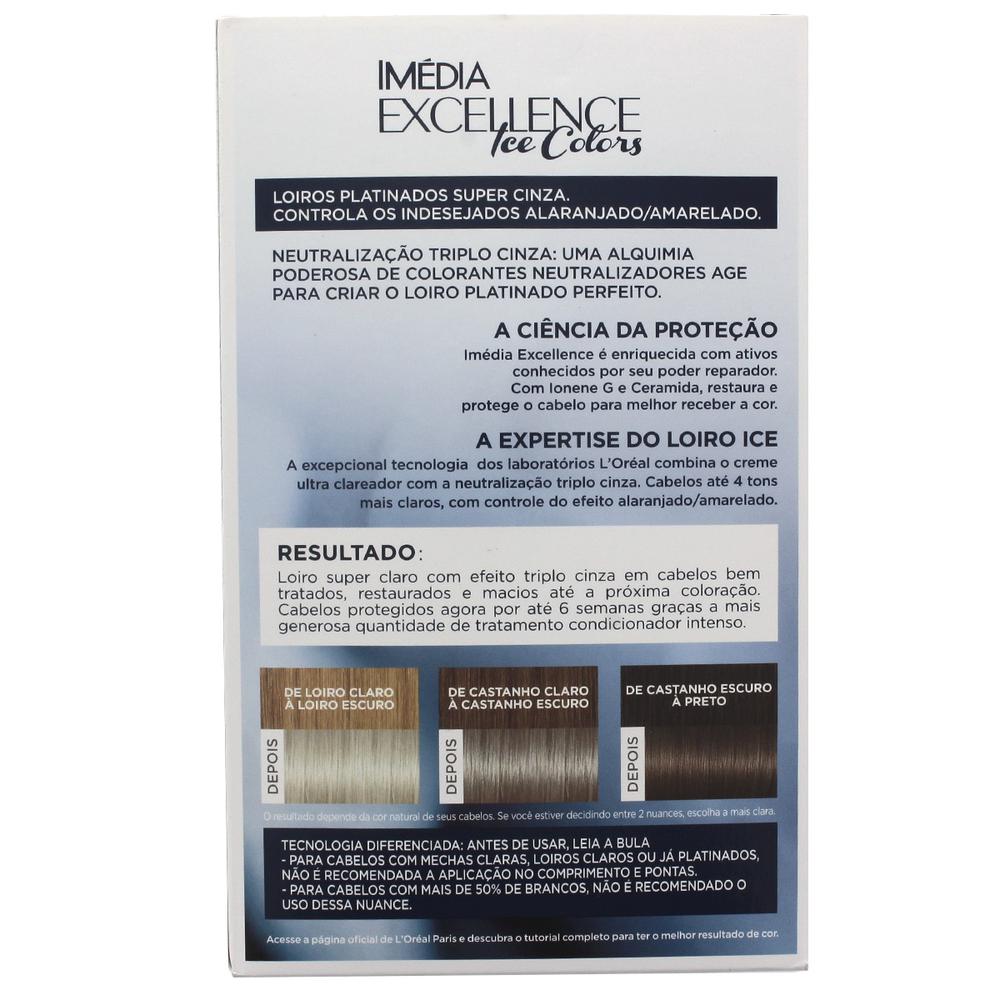 IMÉDIA
EXCELLENCE
Ice Colors
LOIROS PLATINADOS SUPER CINZA.
CONTROLA OS INDESEJADOS ALARANJADO/AMARELADO.
NEUTRALIZAÇÃO TRIPLO CINZA: UMA ALQUIMIA
PODEROSA DE COLORANTES NEUTRALIZADORES AGE
PARA CRIAR O LOIRO PLATINADO PERFEITO.
A CIÊNCIA DA PROTEÇÃO
Imédia Excellence é enriquecida com ativos
conhecidos por seu poder reparador.
Com Ionene G e Ceramida, restaura e
protege o cabelo para melhor receber a cor.
A EXPERTISE DO LOIRO ICE
A excepcional tecnologia dos laboratórios L'Oréal combina o creme
ultra clareador com a neutralização triplo cinza. Cabelos até 4 tons
mais claros, com controle do efeito alaranjado/amarelado.
RESULTADO:
Loiro super claro com efeito triplo cinza em cabelos bem
tratados, restaurados e macios até a próxima coloração.
Cabelos protegidos agora por até 6 semanas graças a mais
generosa quantidade de tratamento condicionador intenso.
DE LOIRO CLARO
À LOIRO ESCURO
DEPOIS
DE CASTANHO CLARO
À CASTANHO ESCURO
DEPOIS
DE CASTANHO ESCURO
À PRETO
DEPOIS
O resultado depende da cor natural de seus cabelos. Se você estiver decidindo entre 2 nuances, escolha a mais clara.
TECNOLOGIA DIFERENCIADA: ANTES DE USAR, LEIA A BULA
- PARA CABELOS COM MECHAS CLARAS, LOIROS CLAROS OU JÁ PLATINADOS,
NÃO É RECOMENDADA A APLICAÇÃO NO COMPRIMENTO E PONTAS.
- PARA CABELOS COM MAIS DE 50% DE BRANCOS, NÃO É RECOMENDADO O
USO DESSA NUANCE.
Acesse a página oficial de L'Oréal Paris e descubra o tutorial completo para ter o melhor resultado de cor.